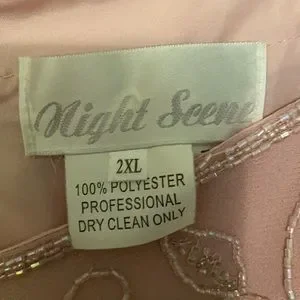 Night Scene
2XL
100% POLYESTER
PROFESSIONAL
DRY CLEAN ONLY